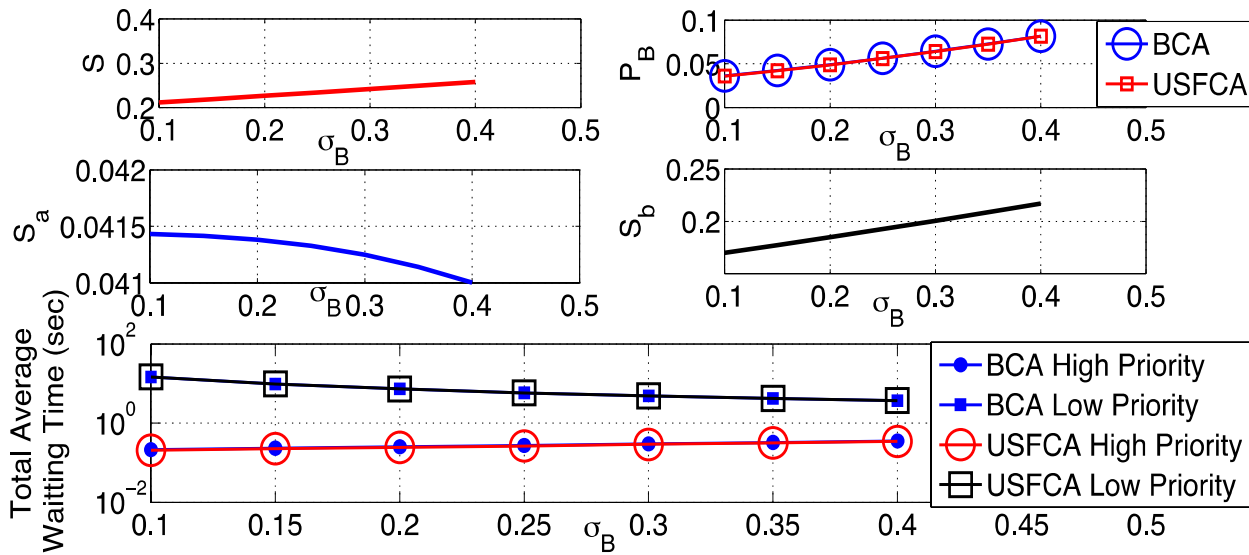 0.4
0.3
0.2
S
0.1 0.2 0.3 0.4 0.5
σ_B
0.1
0.05
0
P_B
0.1 0.2 0.3 0.4 0.5
σ_B
BCA
USFCA
0.042
0.0415
0.041
S_a
0.1 0.2 0.3 0.4 0.5
σ_B
0.25
0.2
S_b
0.1 0.2 0.3 0.4 0.5
σ_B
Total Average
Waitting Time (sec)
10^2
10^0
10^-2
0.1 0.15 0.2 0.25 0.3 0.35 0.4 0.45 0.5
σ_B
BCA High Priority
BCA Low Priority
USFCA High Priority
USFCA Low Priority